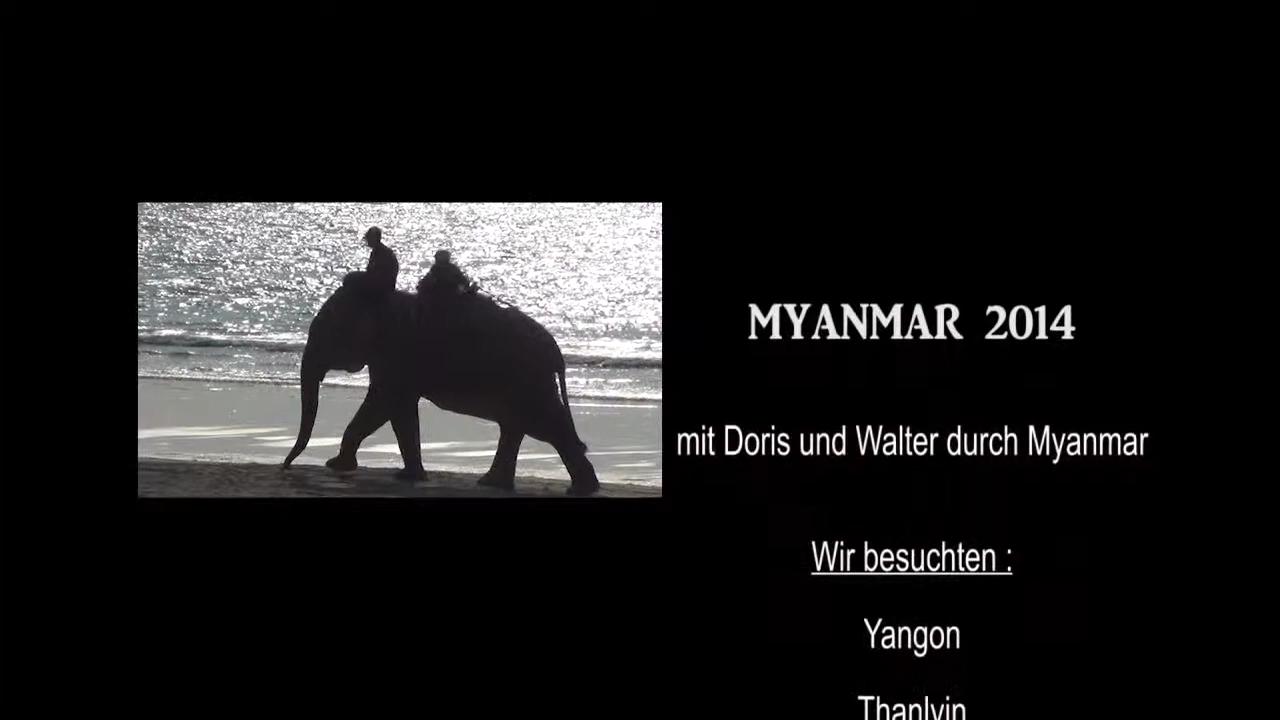 MYANMAR 2014
mit Doris und Walter durch Myanmar
Wir besuchten :
Yangon
Thanlyin